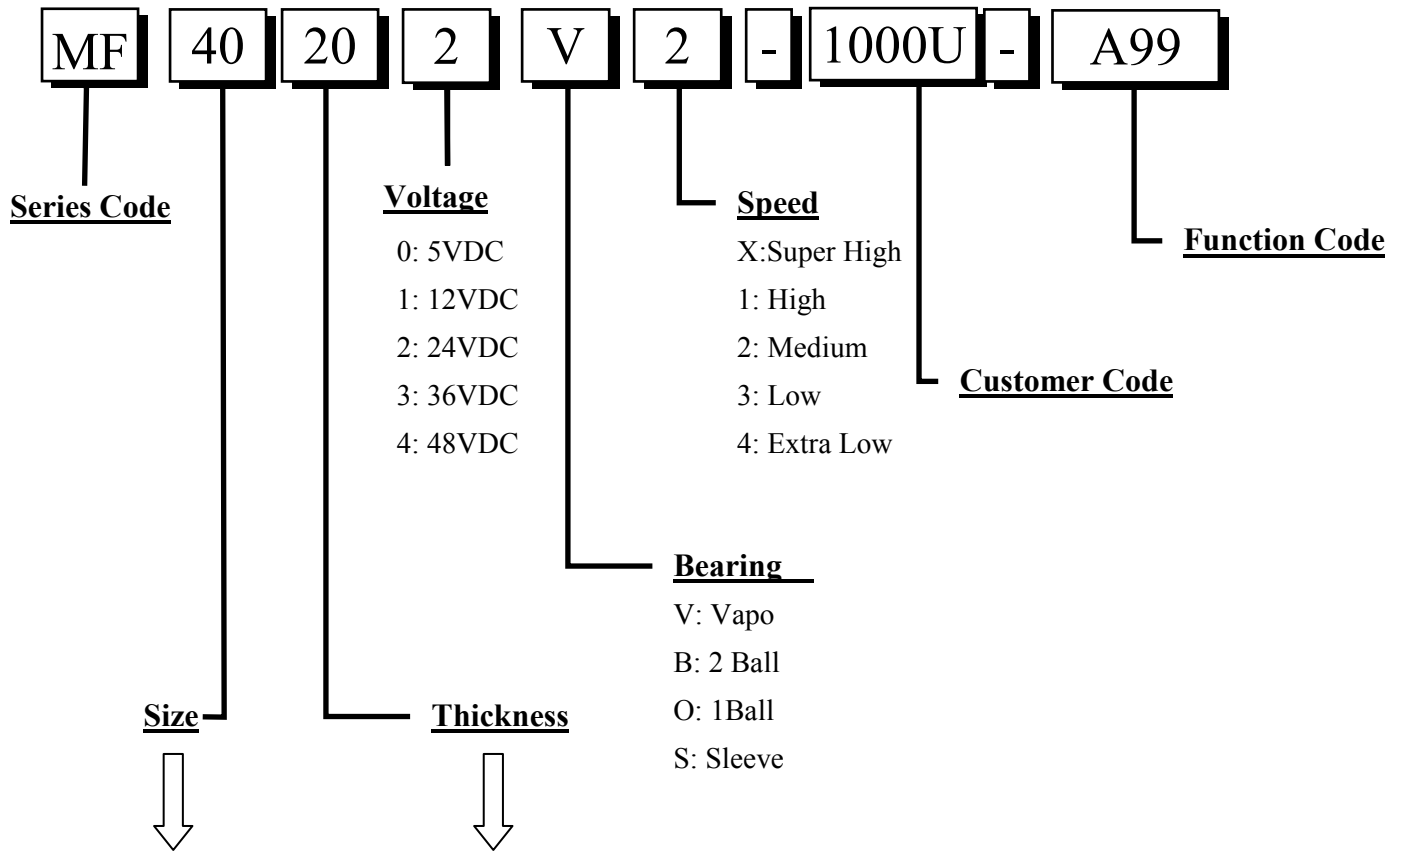 MF 40 20 2 V 2 - 1000U - A99
Series Code
Voltage
0: 5VDC
1: 12VDC
2: 24VDC
3: 36VDC
4: 48VDC
Speed
X:Super High
1: High
2: Medium
3: Low
4: Extra Low
Function Code
Customer Code
Bearing
V: Vapo
B: 2 Ball
O: 1Ball
S: Sleeve
Size
Thickness